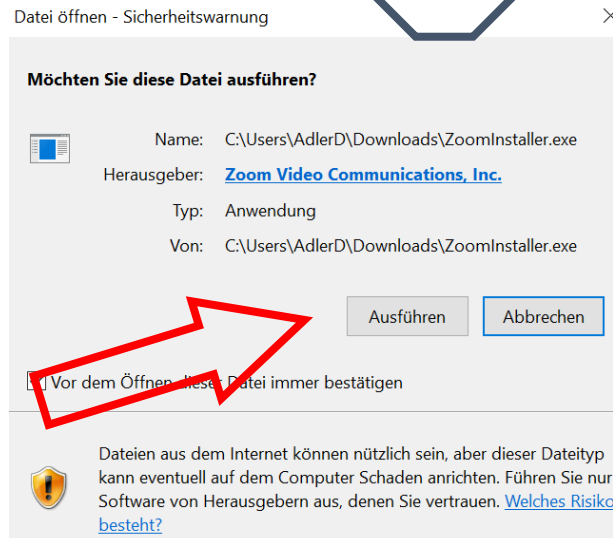 Datei öffnen - Sicherheitswarnung
Möchten Sie diese Datei ausführen?
Name: C:\Users\AdlerD\Downloads\ZoomInstaller.exe
Herausgeber: Zoom Video Communications, Inc.
Typ: Anwendung
Von: C:\Users\AdlerD\Downloads\ZoomInstaller.exe
Ausführen Abbrechen
Vor dem Öffnen dieser Datei immer bestätigen
Dateien aus dem Internet können nützlich sein, aber dieser Dateityp
kann eventuell auf dem Computer Schaden anrichten. Führen Sie nur
Software von Herausgebern aus, denen Sie vertrauen. Welches Risiko
besteht?